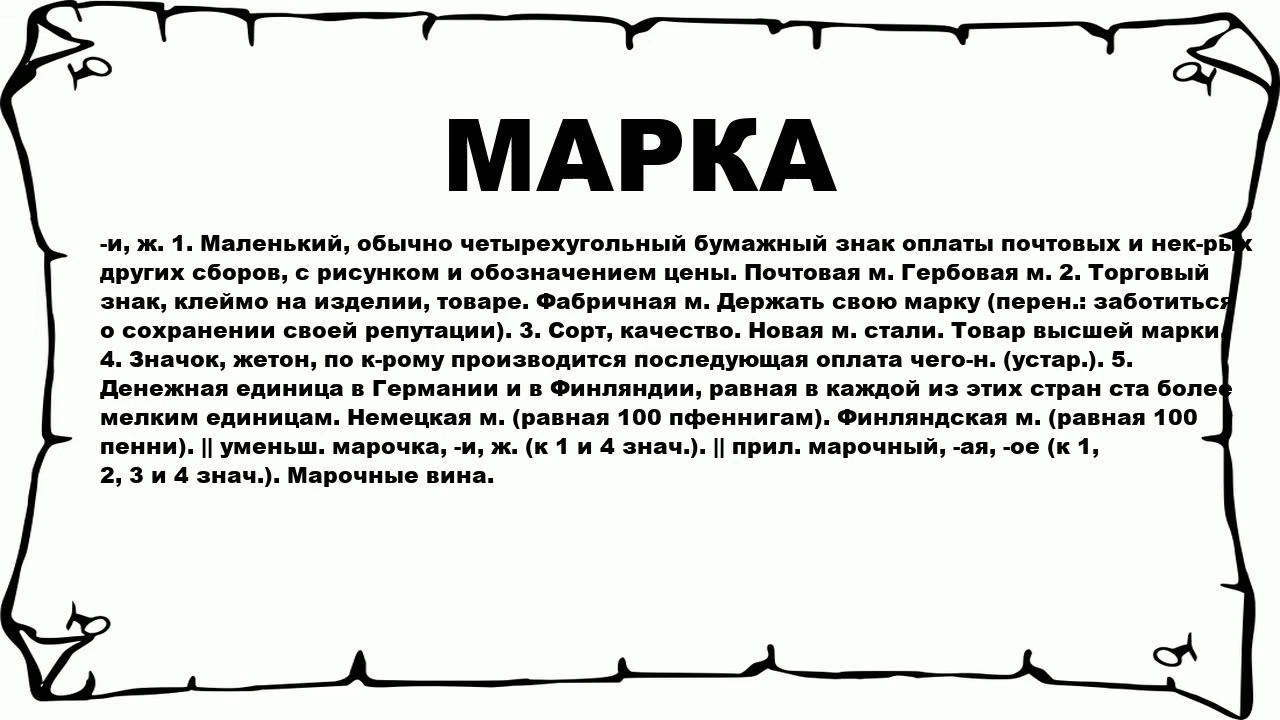 МАРКА
-и, ж. 1. Маленький, обычно четырехугольный бумажный знак оплаты почтовых и нек-рых
других сборов, с рисунком и обозначением цены. Почтовая м. Гербовая м. 2. Торговый
знак, клеймо на изделии, товаре. Фабричная м. Держать свою марку (перен.: заботиться
о сохранении своей репутации). 3. Сорт, качество. Новая м. стали. Товар высшей марки.
4. Значок, жетон, по к-рому производится последующая оплата чего-н. (устар.). 5.
Денежная единица в Германии и в Финляндии, равная в каждой из этих стран ста более
мелким единицам. Немецкая м. (равная 100 пфеннигам). Финляндская м. (равная 100
пенни). || уменьш. марочка, -и, ж. (к 1 и 4 знач.). || прил. марочный, -ая, -ое (к 1,
2, 3 и 4 знач.). Марочные вина.